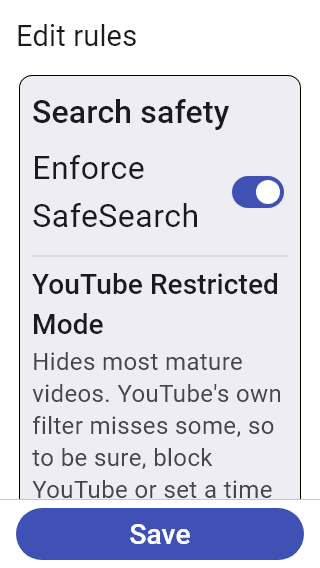 Edit rules
Search safety
Enforce
SafeSearch
YouTube Restricted
Mode
Hides most mature
videos. YouTube's own
filter misses some, so
to be sure, block
YouTube or set a time
Save